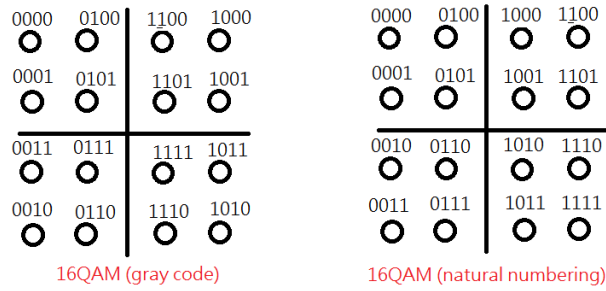 0000 0100 1100 1000
0001 0101 1101 1001
0011 0111 1111 1011
0010 0110 1110 1010
16QAM (gray code)
0000 0100 1000 1100
0001 0101 1001 1101
0010 0110 1010 1110
0011 0111 1011 1111
16QAM (natural numbering)